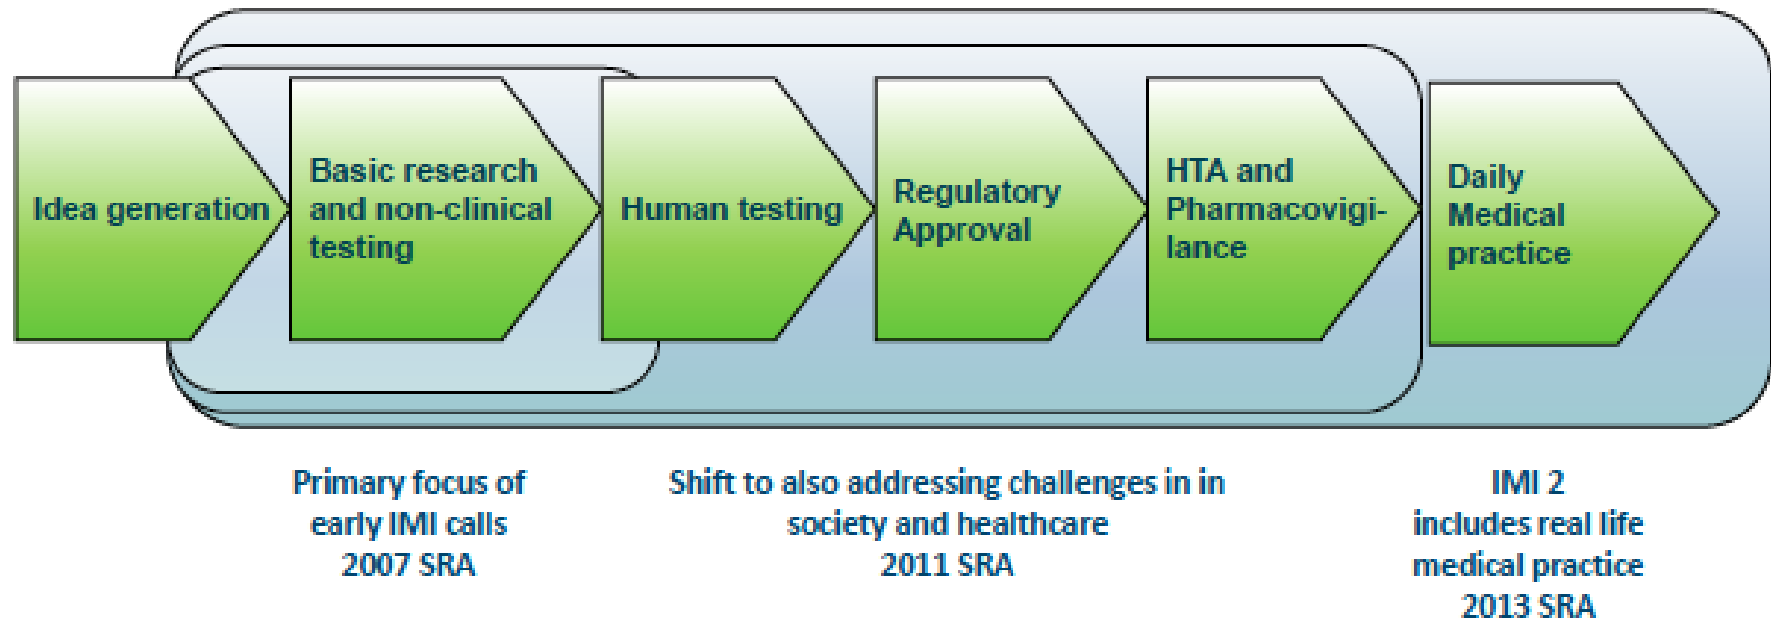 Idea generation
Basic research
and non-clinical
testing
Human testing
Regulatory
Approval
HTA and
Pharmacovigi-
lance
Daily
Medical
practice
Primary focus of
early IMI calls
2007 SRA
Shift to also addressing challenges in in
society and healthcare
2011 SRA
IMI 2
includes real life
medical practice
2013 SRA